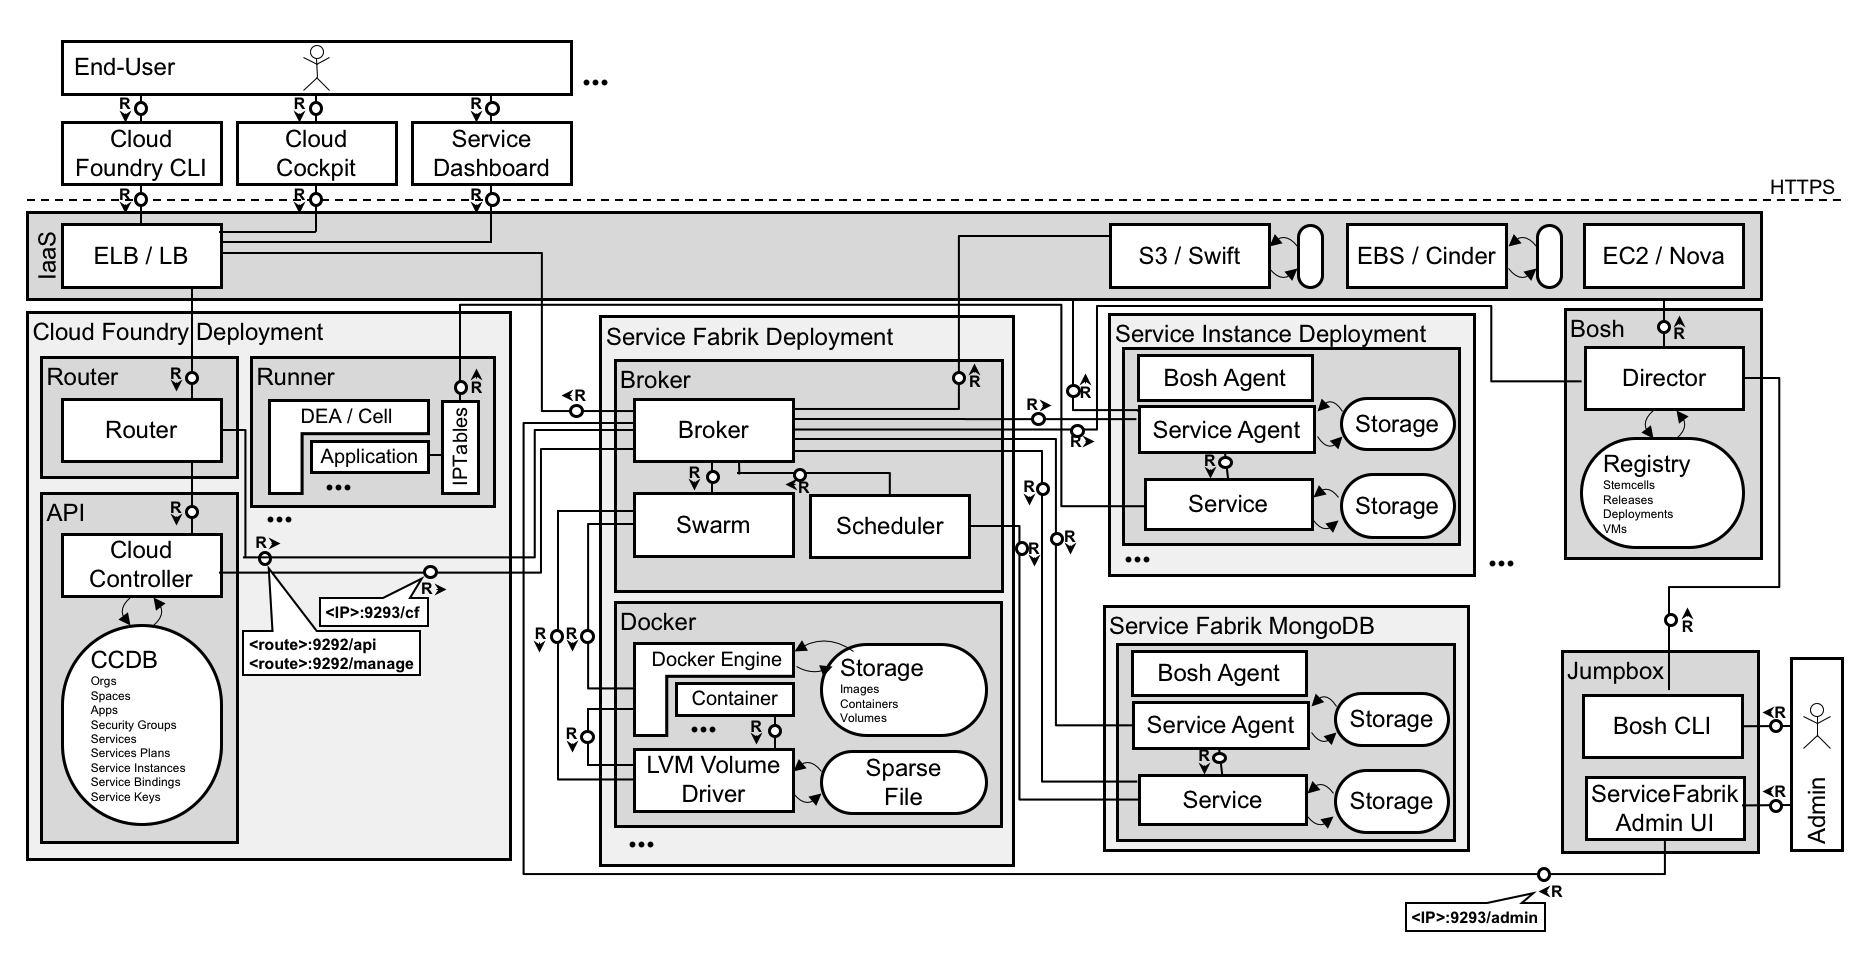 End-User
•••
R
R
R
Cloud
Foundry CLI
Cloud
Cockpit
Service
Dashboard
R
R
R
HTTPS
IaaS
ELB / LB
S3 / Swift
EBS / Cinder
EC2 / Nova
Cloud Foundry Deployment
Router
R
Router
Runner
R
DEA / Cell
Application
•••
IPTables
•••
API
R
Cloud
Controller
R
R
<IP>:9293/cf
<route>:9292/api
<route>:9292/manage
CCDB
Orgs
Spaces
Apps
Security Groups
Services
Services Plans
Service Instances
Service Bindings
Service Keys
Service Fabrik Deployment
Broker
R
R
Broker
R
R
Swarm
Scheduler
Docker
R
R
R
Docker Engine
Container
•••
R
Storage
Images
Containers
Volumes
LVM Volume
Driver
Sparse
File
•••
R
R
R
R
R
R
Service Instance Deployment
Bosh Agent
Service Agent
Storage
R
Service
Storage
•••
•••
Service Fabrik MongoDB
Bosh Agent
Service Agent
Storage
R
Service
Storage
Bosh
R
Director
Registry
Stemcells
Releases
Deployments
VMs
R
Jumpbox
Bosh CLI
R
ServiceFabrik
Admin UI
R
Admin
R
<IP>:9293/admin